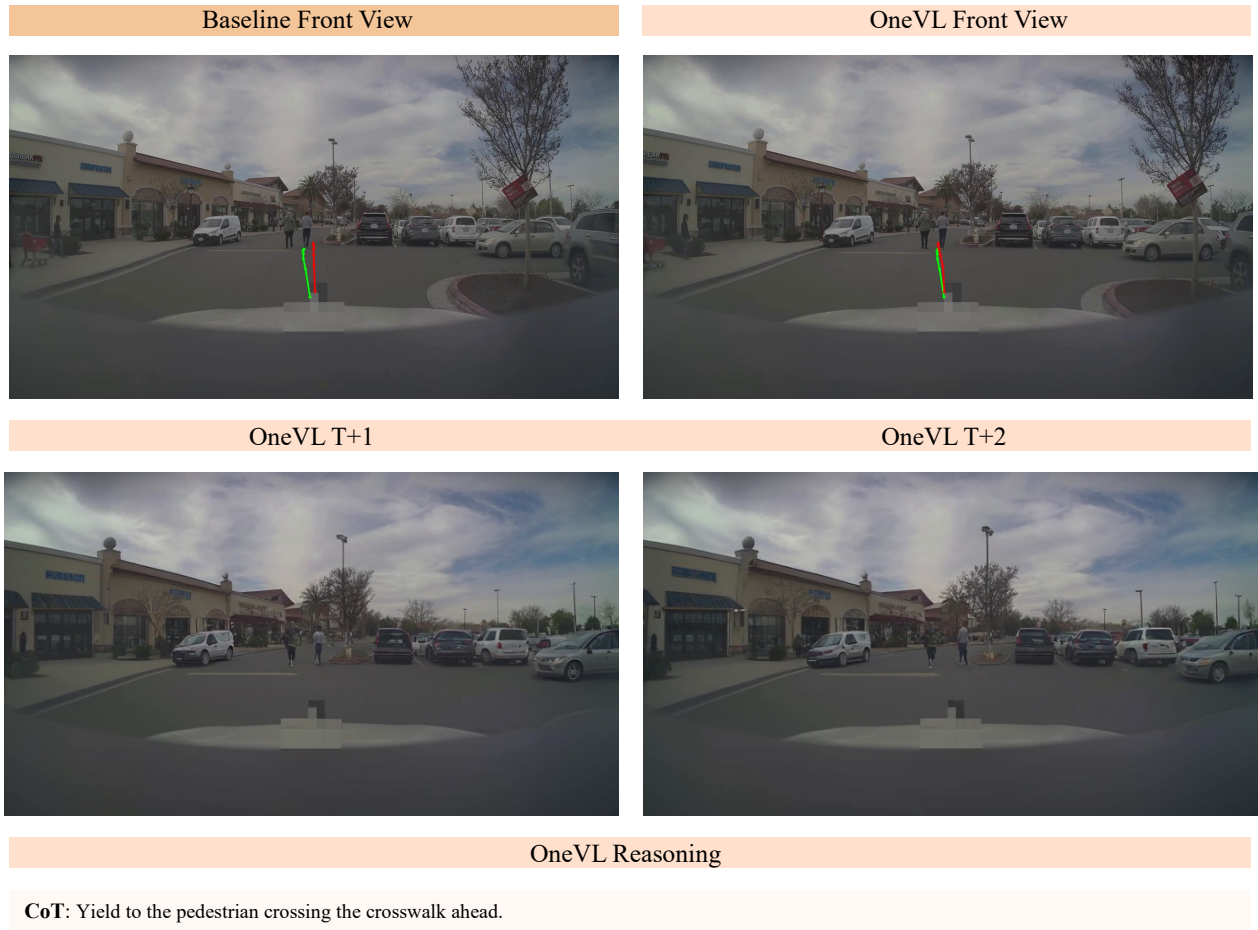 Baseline Front View
OneVL Front View
OneVL T+1
OneVL T+2
OneVL Reasoning
CoT: Yield to the pedestrian crossing the crosswalk ahead.